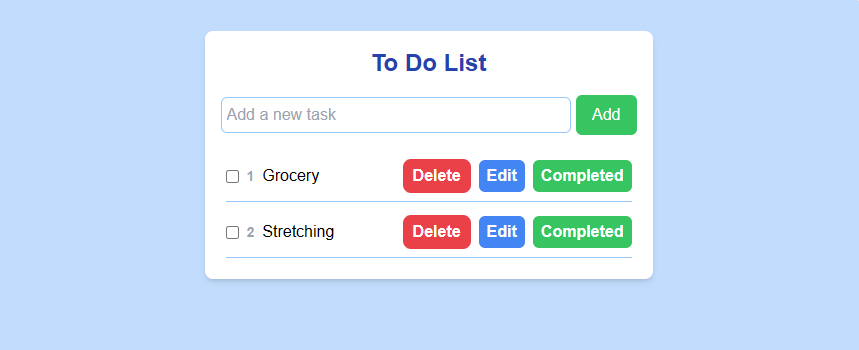 To Do List
Add a new task Add
1 Grocery Delete Edit Completed
2 Stretching Delete Edit Completed